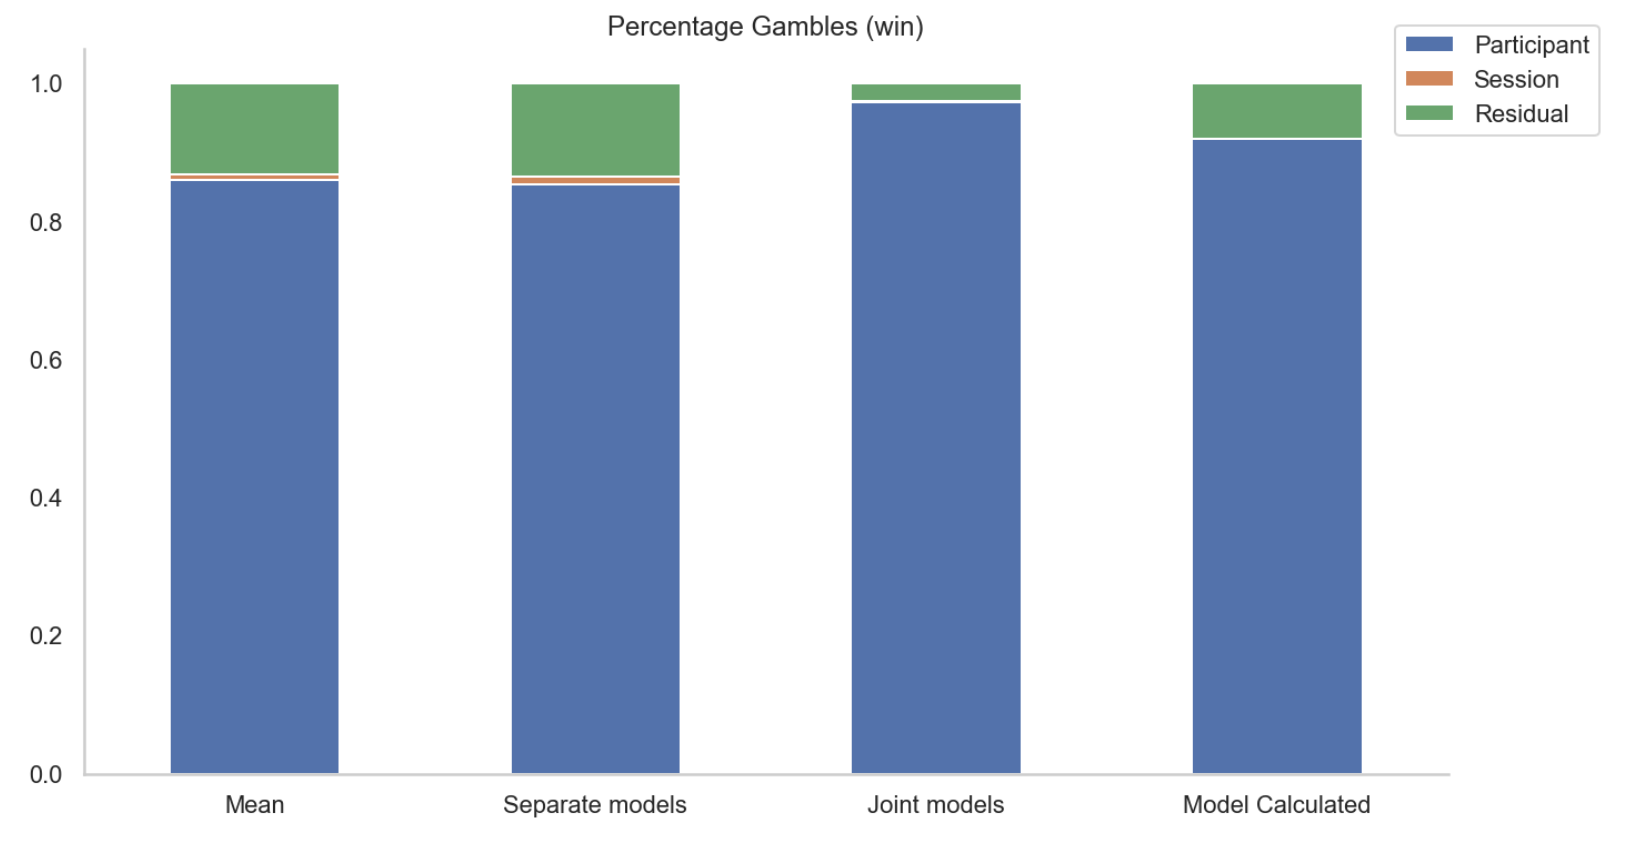 Percentage Gambles (win)
Participant
Session
Residual
1.0
0.8
0.6
0.4
0.2
0.0
Mean
Separate models
Joint models
Model Calculated